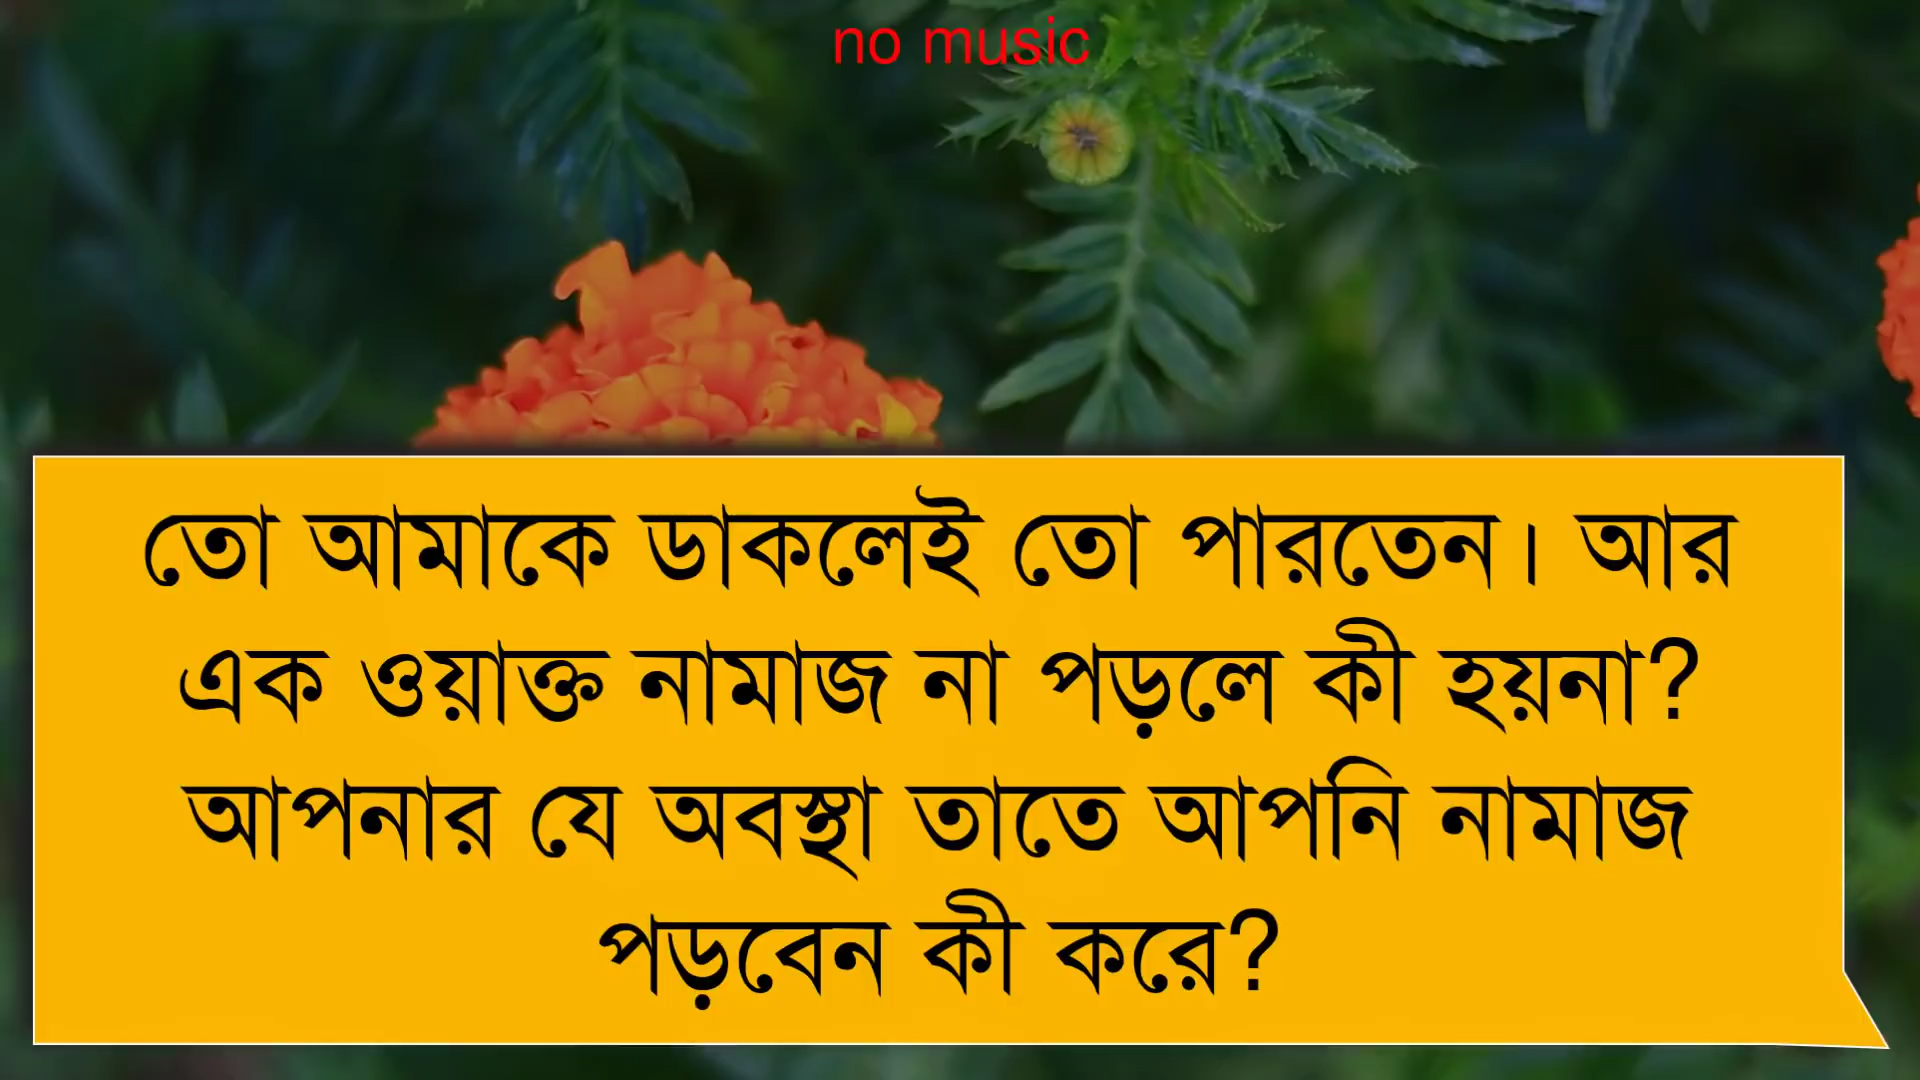 no music
তো আমাকে ডাকলেই তো পারতেন। আর
এক ওয়াক্ত নামাজ না পড়লে কী হয়না?
আপনার যে অবস্থা তাতে আপনি নামাজ
পড়বেন কী করে?